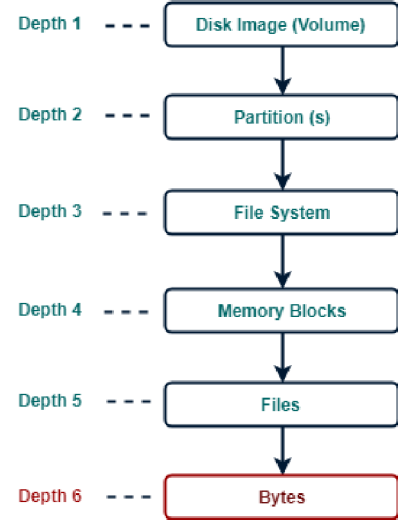 Depth 1 Disk Image (Volume)
Depth 2 Partition (s)
Depth 3 File System
Depth 4 Memory Blocks
Depth 5 Files
Depth 6 Bytes